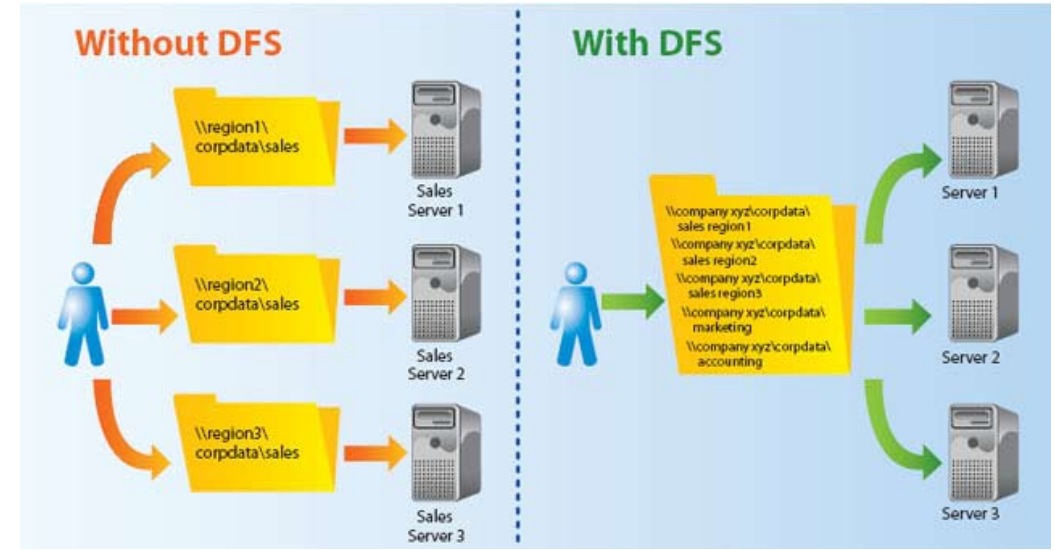 Without DFS
\\region1\
corpdata\sales
Sales
Server 1
\\region2\
corpdata\sales
Sales
Server 2
\\region3\
corpdata\sales
Sales
Server 3
With DFS
\\company xyz\corpdata\
sales region1
\\company xyz\corpdata\
sales region2
\\company xyz\corpdata\
sales region3
\\company xyz\corpdata\
marketing
\\company xyz\corpdata\
accounting
Server 1
Server 2
Server 3